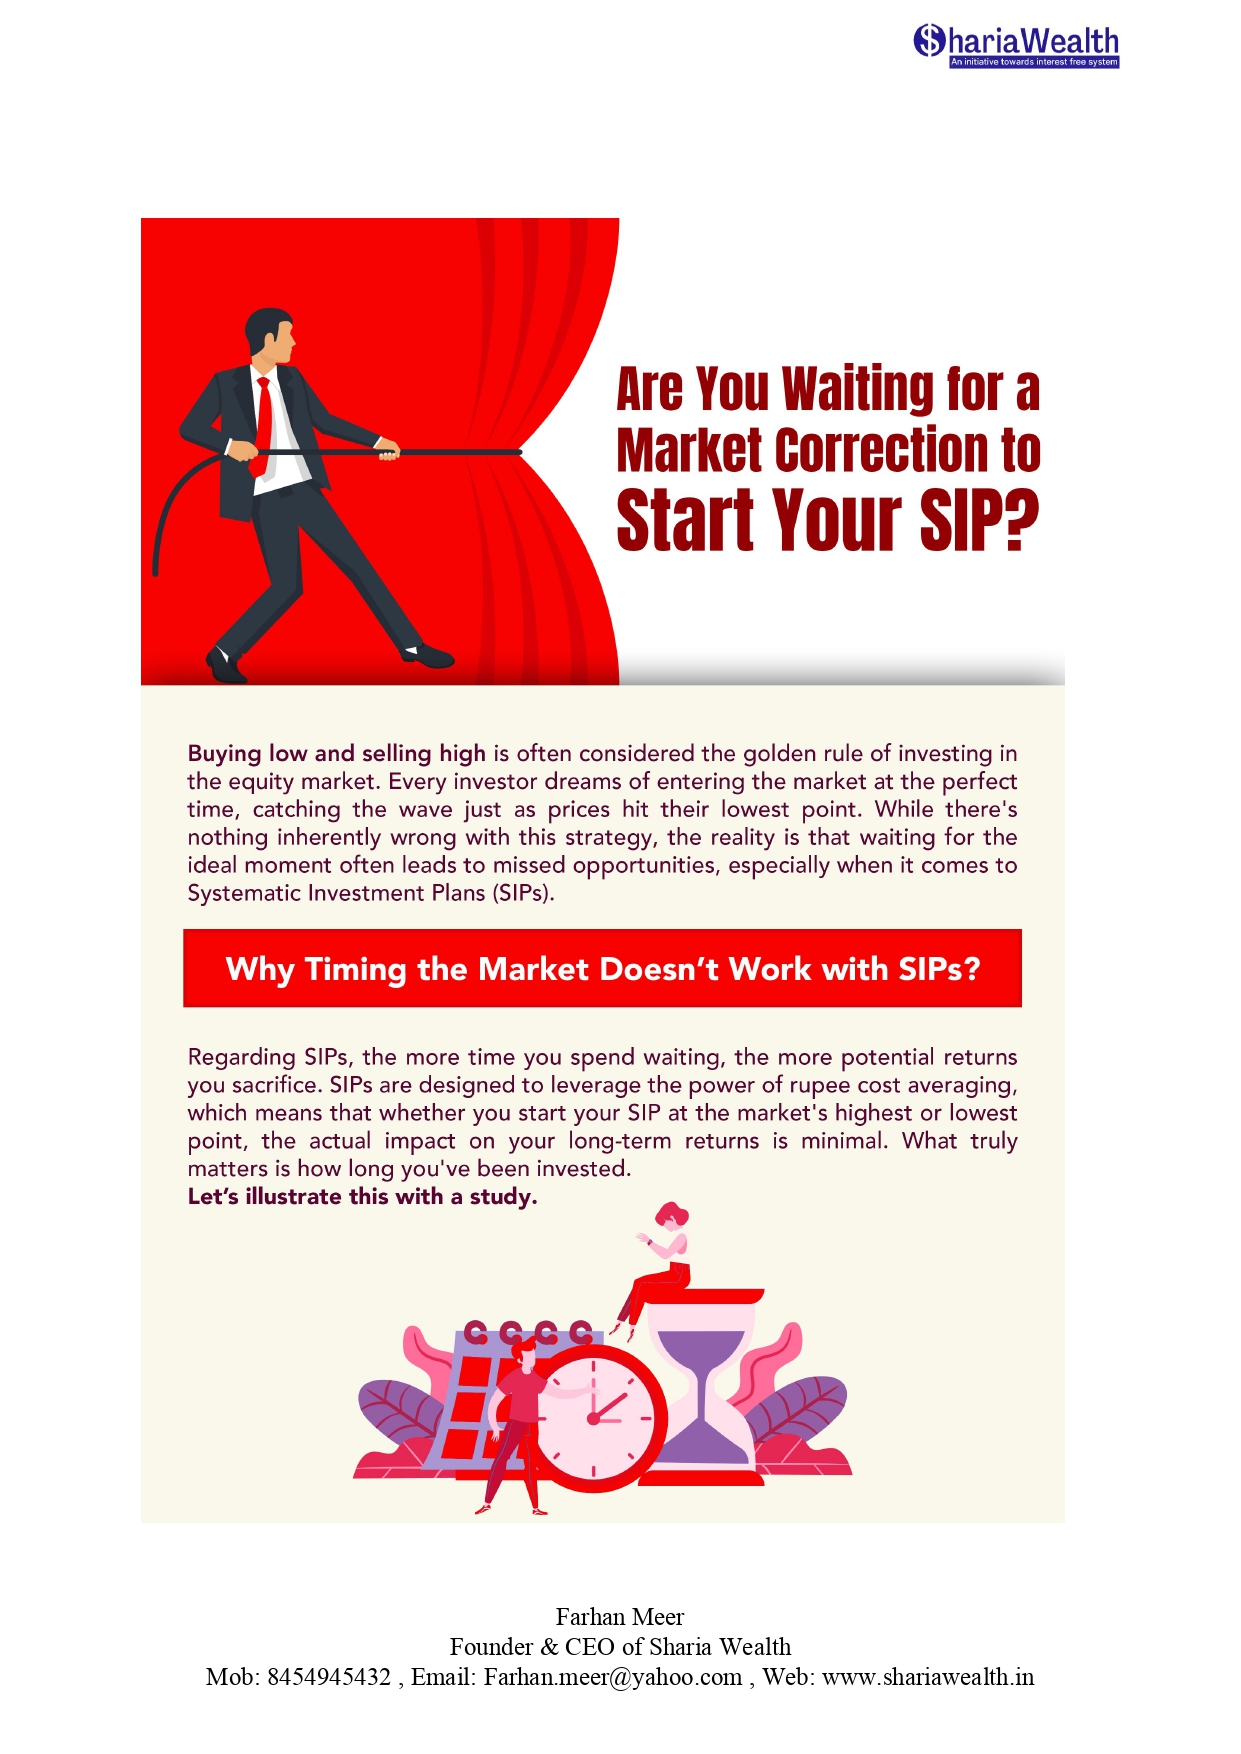 $hariaWealth
An initiative towards interest free system
Are You Waiting for a
Market Correction to
Start Your SIP?
Buying low and selling high is often considered the golden rule of investing in
the equity market. Every investor dreams of entering the market at the perfect
time, catching the wave just as prices hit their lowest point. While there's
nothing inherently wrong with this strategy, the reality is that waiting for the
ideal moment often leads to missed opportunities, especially when it comes to
Systematic Investment Plans (SIPs).
Why Timing the Market Doesn’t Work with SIPs?
Regarding SIPs, the more time you spend waiting, the more potential returns
you sacrifice. SIPs are designed to leverage the power of rupee cost averaging,
which means that whether you start your SIP at the market's highest or lowest
point, the actual impact on your long-term returns is minimal. What truly
matters is how long you've been invested.
Let’s illustrate this with a study.
Farhan Meer
Founder & CEO of Sharia Wealth
Mob: 8454945432 , Email: Farhan.meer@yahoo.com , Web: www.shariawealth.in